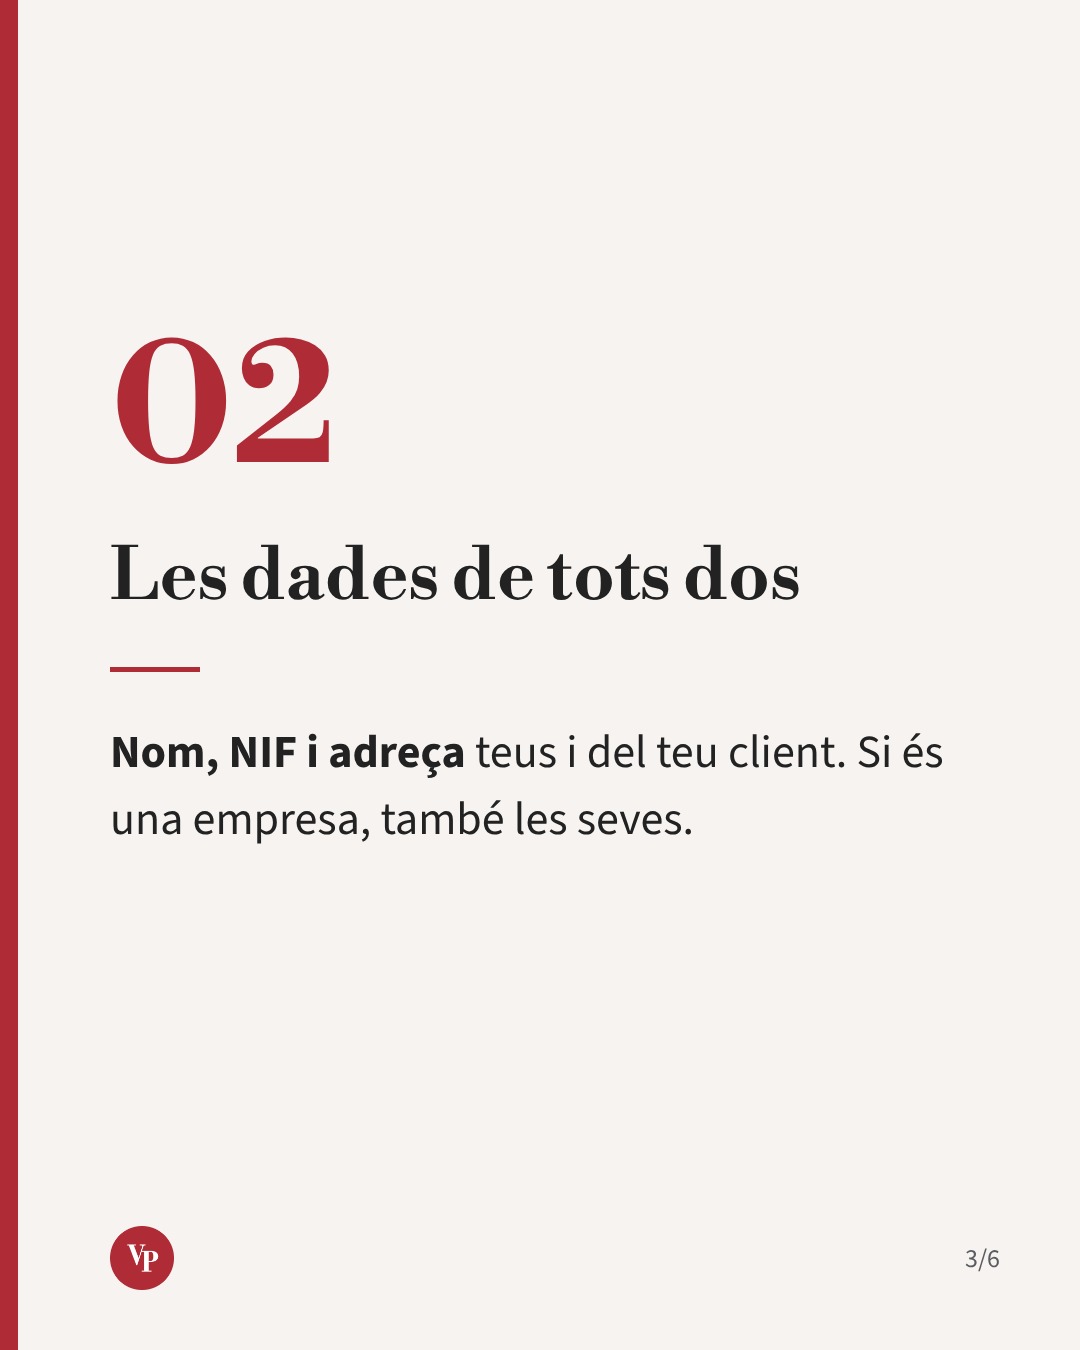 02
Les dades de tots dos
Nom, NIF i adreça teus i del teu client. Si és
una empresa, també les seves.
VP
3/6